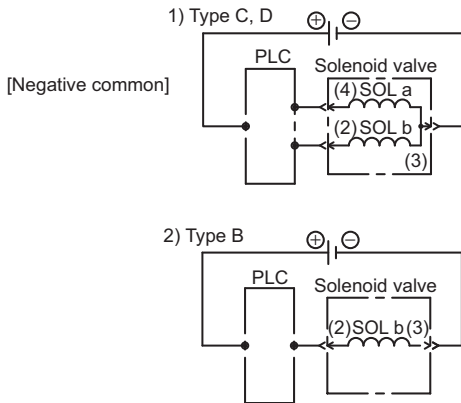 1) Type C, D
⊕ ⊖
PLC
Solenoid valve
[Negative common]
(4) SOL a
(2) SOL b
(3)
2) Type B
⊕ ⊖
PLC
Solenoid valve
(2) SOL b (3)